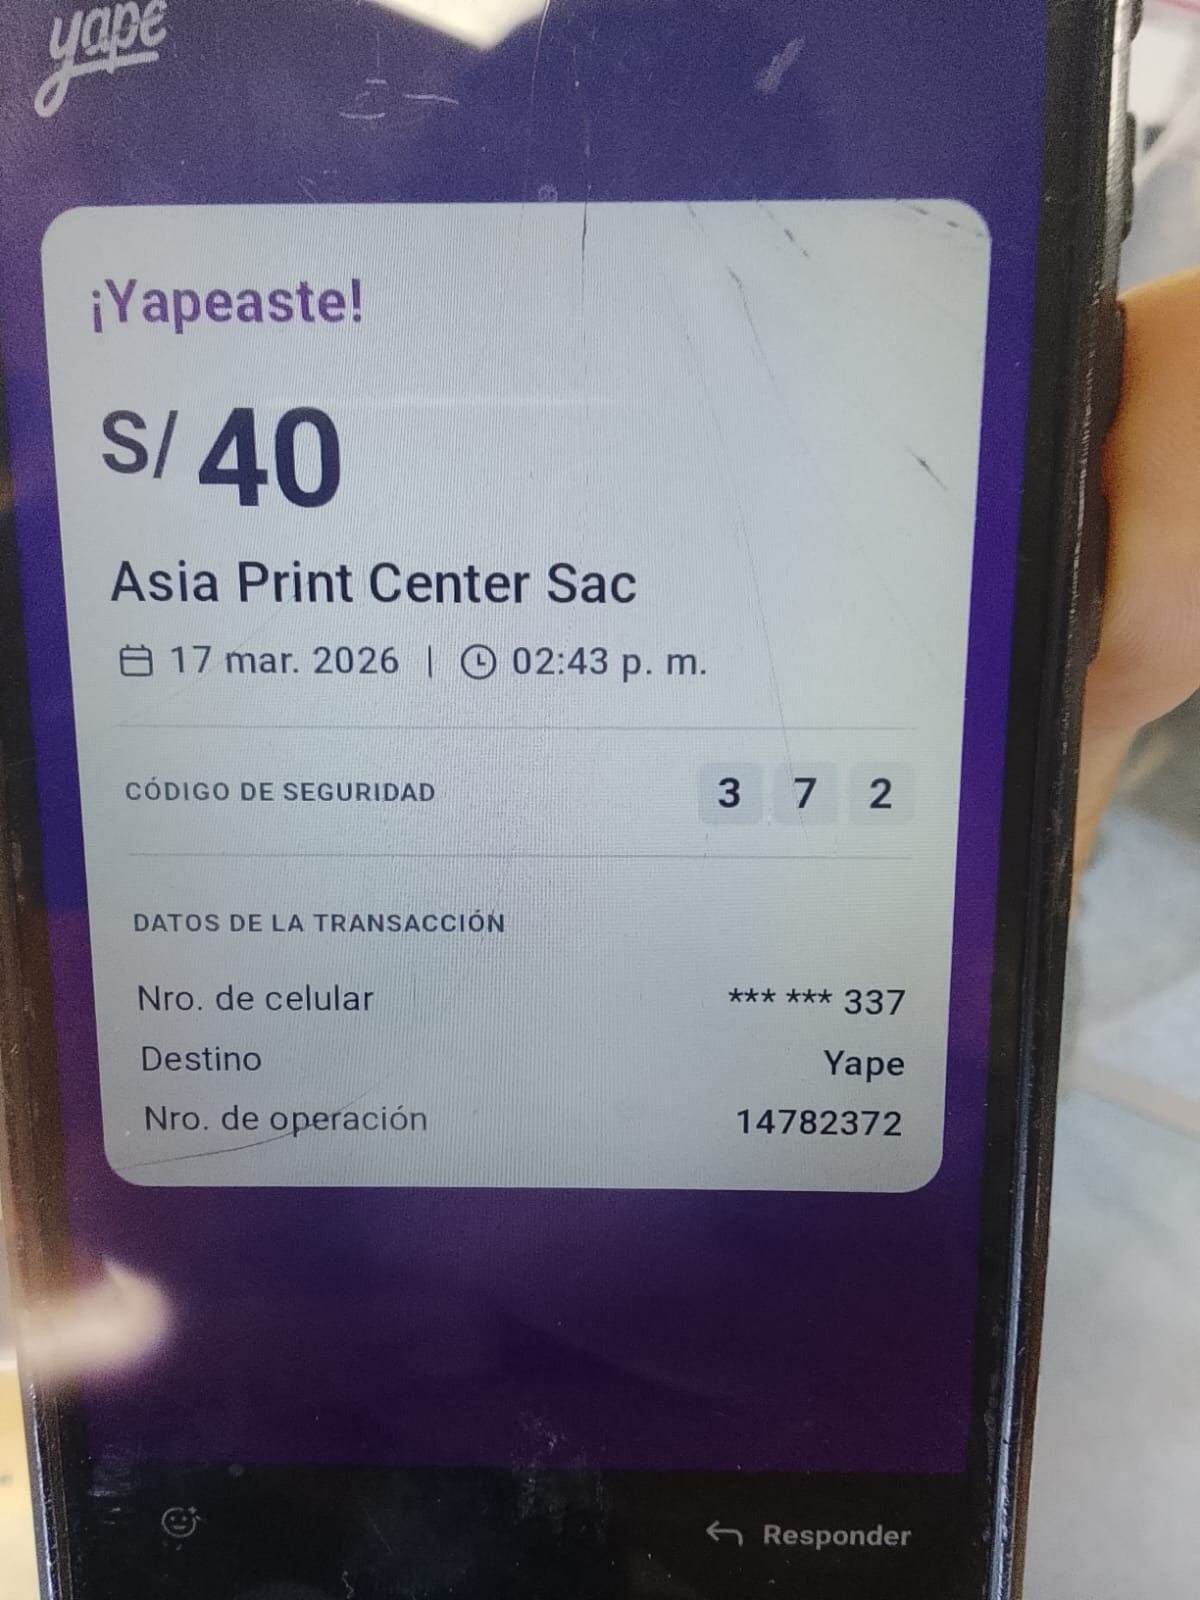 yape
¡Yapeaste!
S/ 40
Asia Print Center Sac
17 mar. 2026 | 02:43 p. m.
CÓDIGO DE SEGURIDAD 3 7 2
DATOS DE LA TRANSACCIÓN
Nro. de celular *** *** 337
Destino Yape
Nro. de operación 14782372
Responder